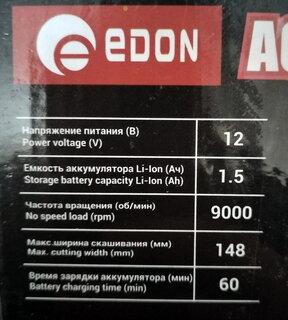 EDON
Напряжение питания (В)
Power voltage (V)
12
Емкость аккумулятора Li-Ion (Ач)
Storage battery capacity Li-Ion (Ah)
1.5
Частота вращения (об/мин)
No speed load (rpm)
9000
Макс.ширина скашивания (мм)
Max. cutting width (mm)
148
Время зарядки аккумулятора (мин)
Battery charging time (min)
60